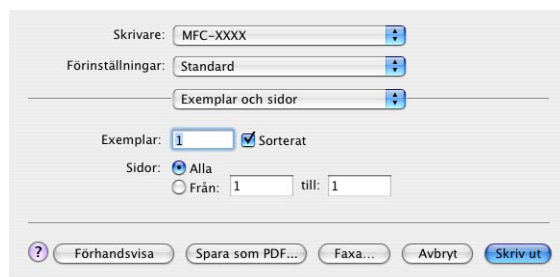 Skrivare: MFC-XXXX
Förinställningar: Standard
Exemplar och sidor
Exemplar: 1 Sorterat
Sidor: Alla
Från: 1 till: 1
? Förhandsvisa Spara som PDF... Faxa... Avbryt Skriv ut